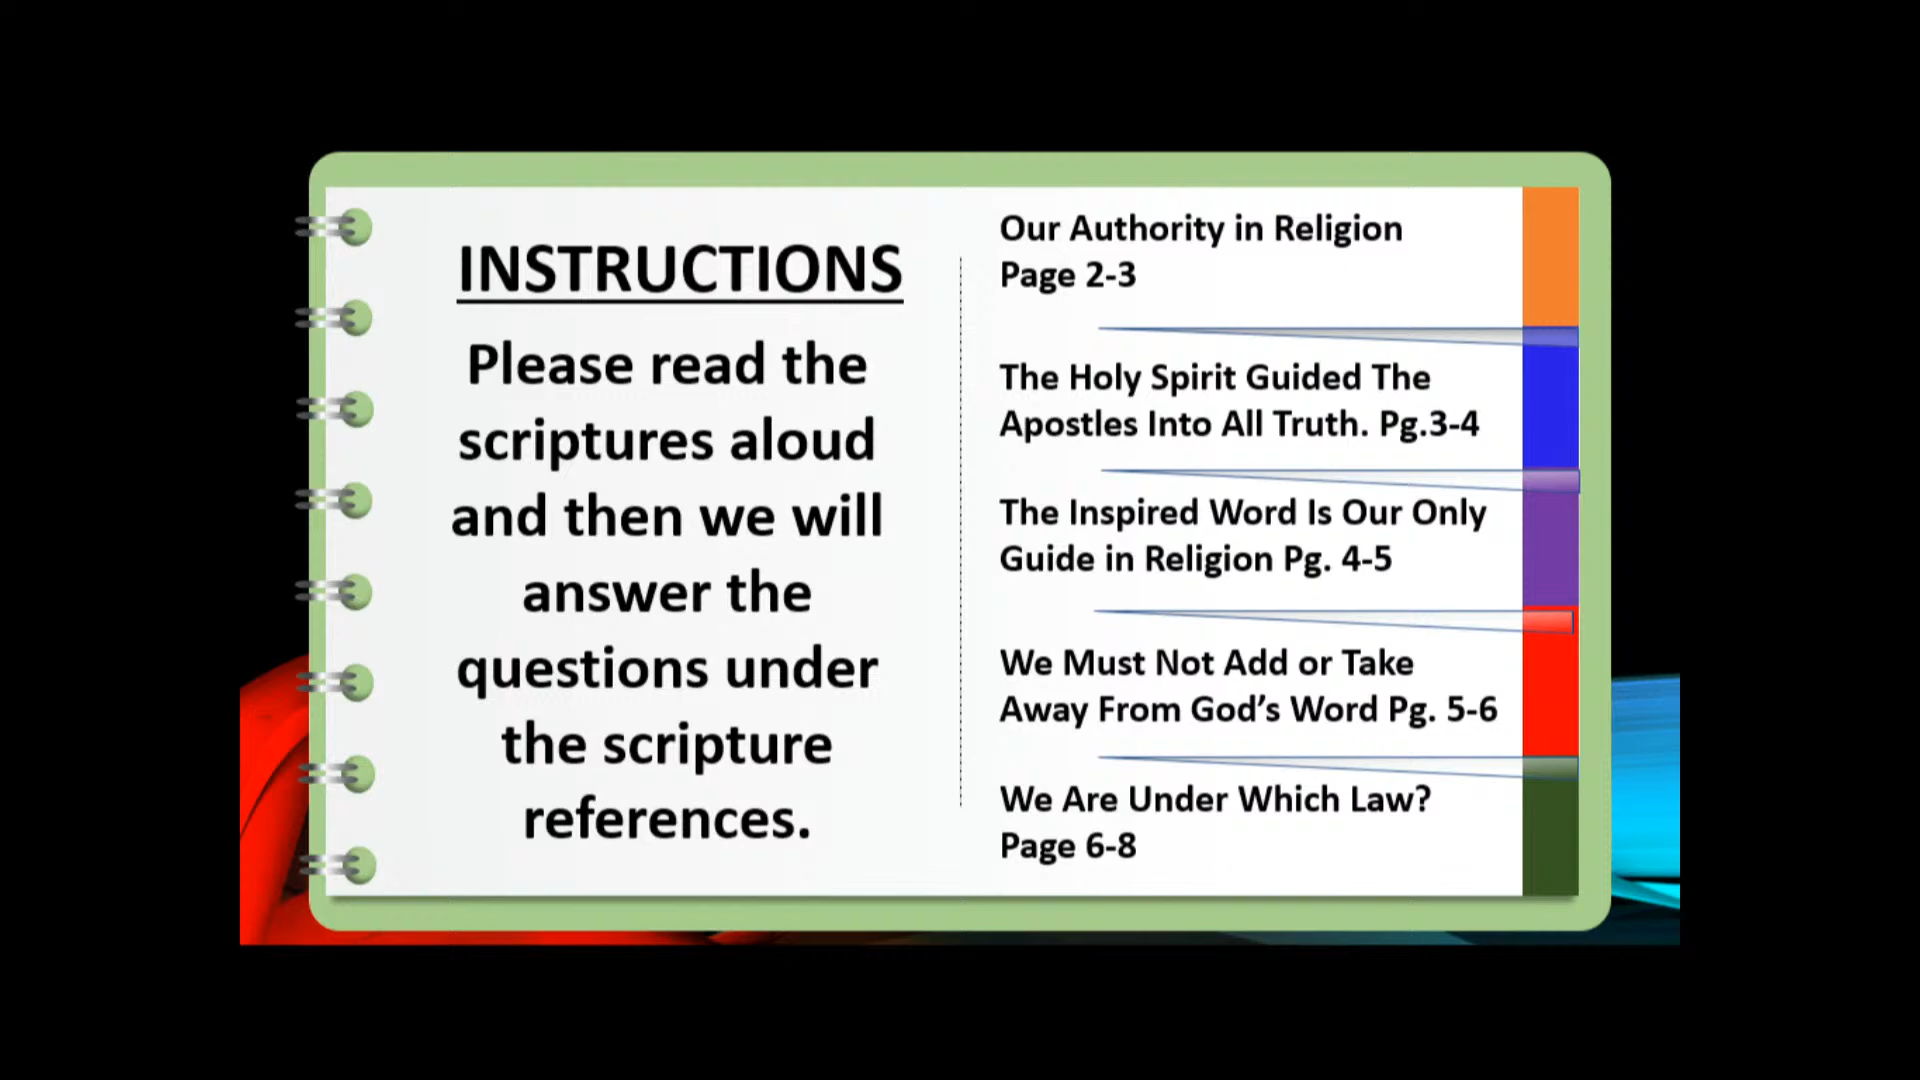 INSTRUCTIONS
Please read the
scriptures aloud
and then we will
answer the
questions under
the scripture
references.
Our Authority in Religion
Page 2-3
The Holy Spirit Guided The
Apostles Into All Truth. Pg.3-4
The Inspired Word Is Our Only
Guide in Religion Pg. 4-5
We Must Not Add or Take
Away From God’s Word Pg. 5-6
We Are Under Which Law?
Page 6-8